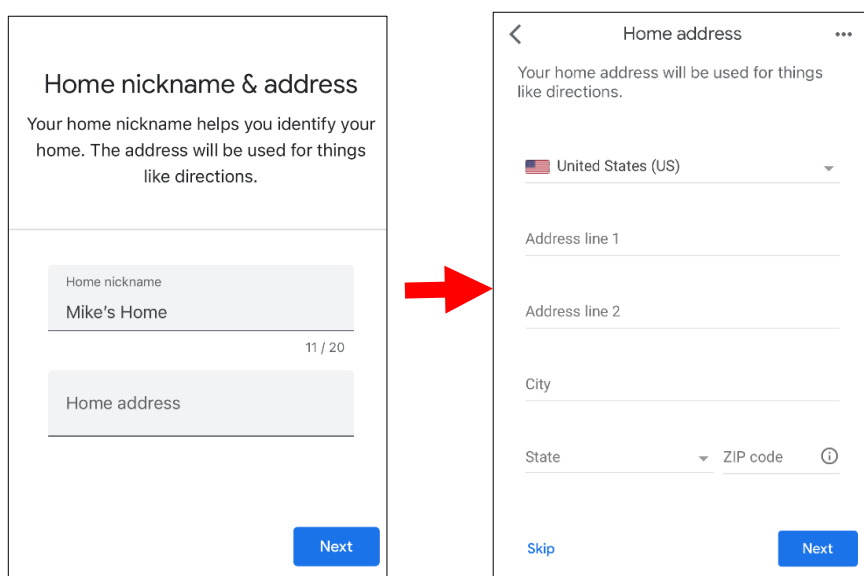 Home nickname & address
Your home nickname helps you identify your
home. The address will be used for things
like directions.
Home nickname
Mike's Home
11 / 20
Home address
Next
Home address
Your home address will be used for things
like directions.
United States (US)
Address line 1
Address line 2
City
State
ZIP code
Skip
Next